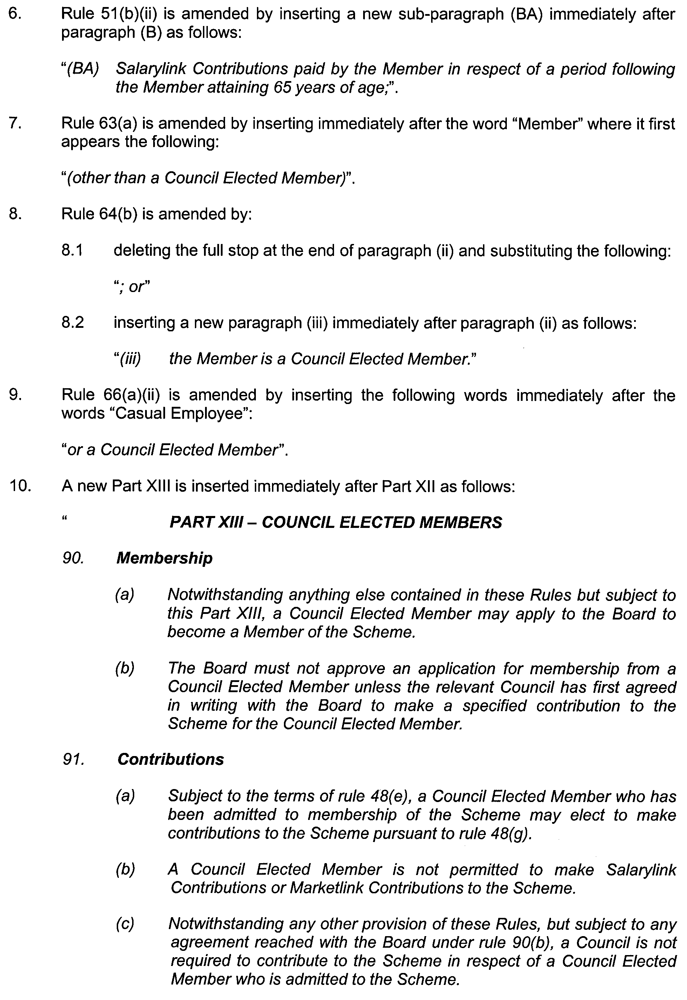 6. Rule 51(b)(ii) is amended by inserting a new sub-paragraph (BA) immediately after
paragraph (B) as follows:
“(BA) Salarylink Contributions paid by the Member in respect of a period following
the Member attaining 65 years of age;”.
7. Rule 63(a) is amended by inserting immediately after the word “Member” where it first
appears the following:
“(other than a Council Elected Member)”.
8. Rule 64(b) is amended by:
8.1 deleting the full stop at the end of paragraph (ii) and substituting the following:
“; or”
8.2 inserting a new paragraph (iii) immediately after paragraph (ii) as follows:
“(iii) the Member is a Council Elected Member.”
9. Rule 66(a)(ii) is amended by inserting the following words immediately after the
words “Casual Employee”:
“or a Council Elected Member”.
10. A new Part XIII is inserted immediately after Part XII as follows:
“ PART XIII – COUNCIL ELECTED MEMBERS
90. Membership
(a) Notwithstanding anything else contained in these Rules but subject to
this Part XIII, a Council Elected Member may apply to the Board to
become a Member of the Scheme.
(b) The Board must not approve an application for membership from a
Council Elected Member unless the relevant Council has first agreed
in writing with the Board to make a specified contribution to the
Scheme for the Council Elected Member.
91. Contributions
(a) Subject to the terms of rule 48(e), a Council Elected Member who has
been admitted to membership of the Scheme may elect to make
contributions to the Scheme pursuant to rule 48(g).
(b) A Council Elected Member is not permitted to make Salarylink
Contributions or Marketlink Contributions to the Scheme.
(c) Notwithstanding any other provision of these Rules, but subject to any
agreement reached with the Board under rule 90(b), a Council is not
required to contribute to the Scheme in respect of a Council Elected
Member who is admitted to the Scheme.